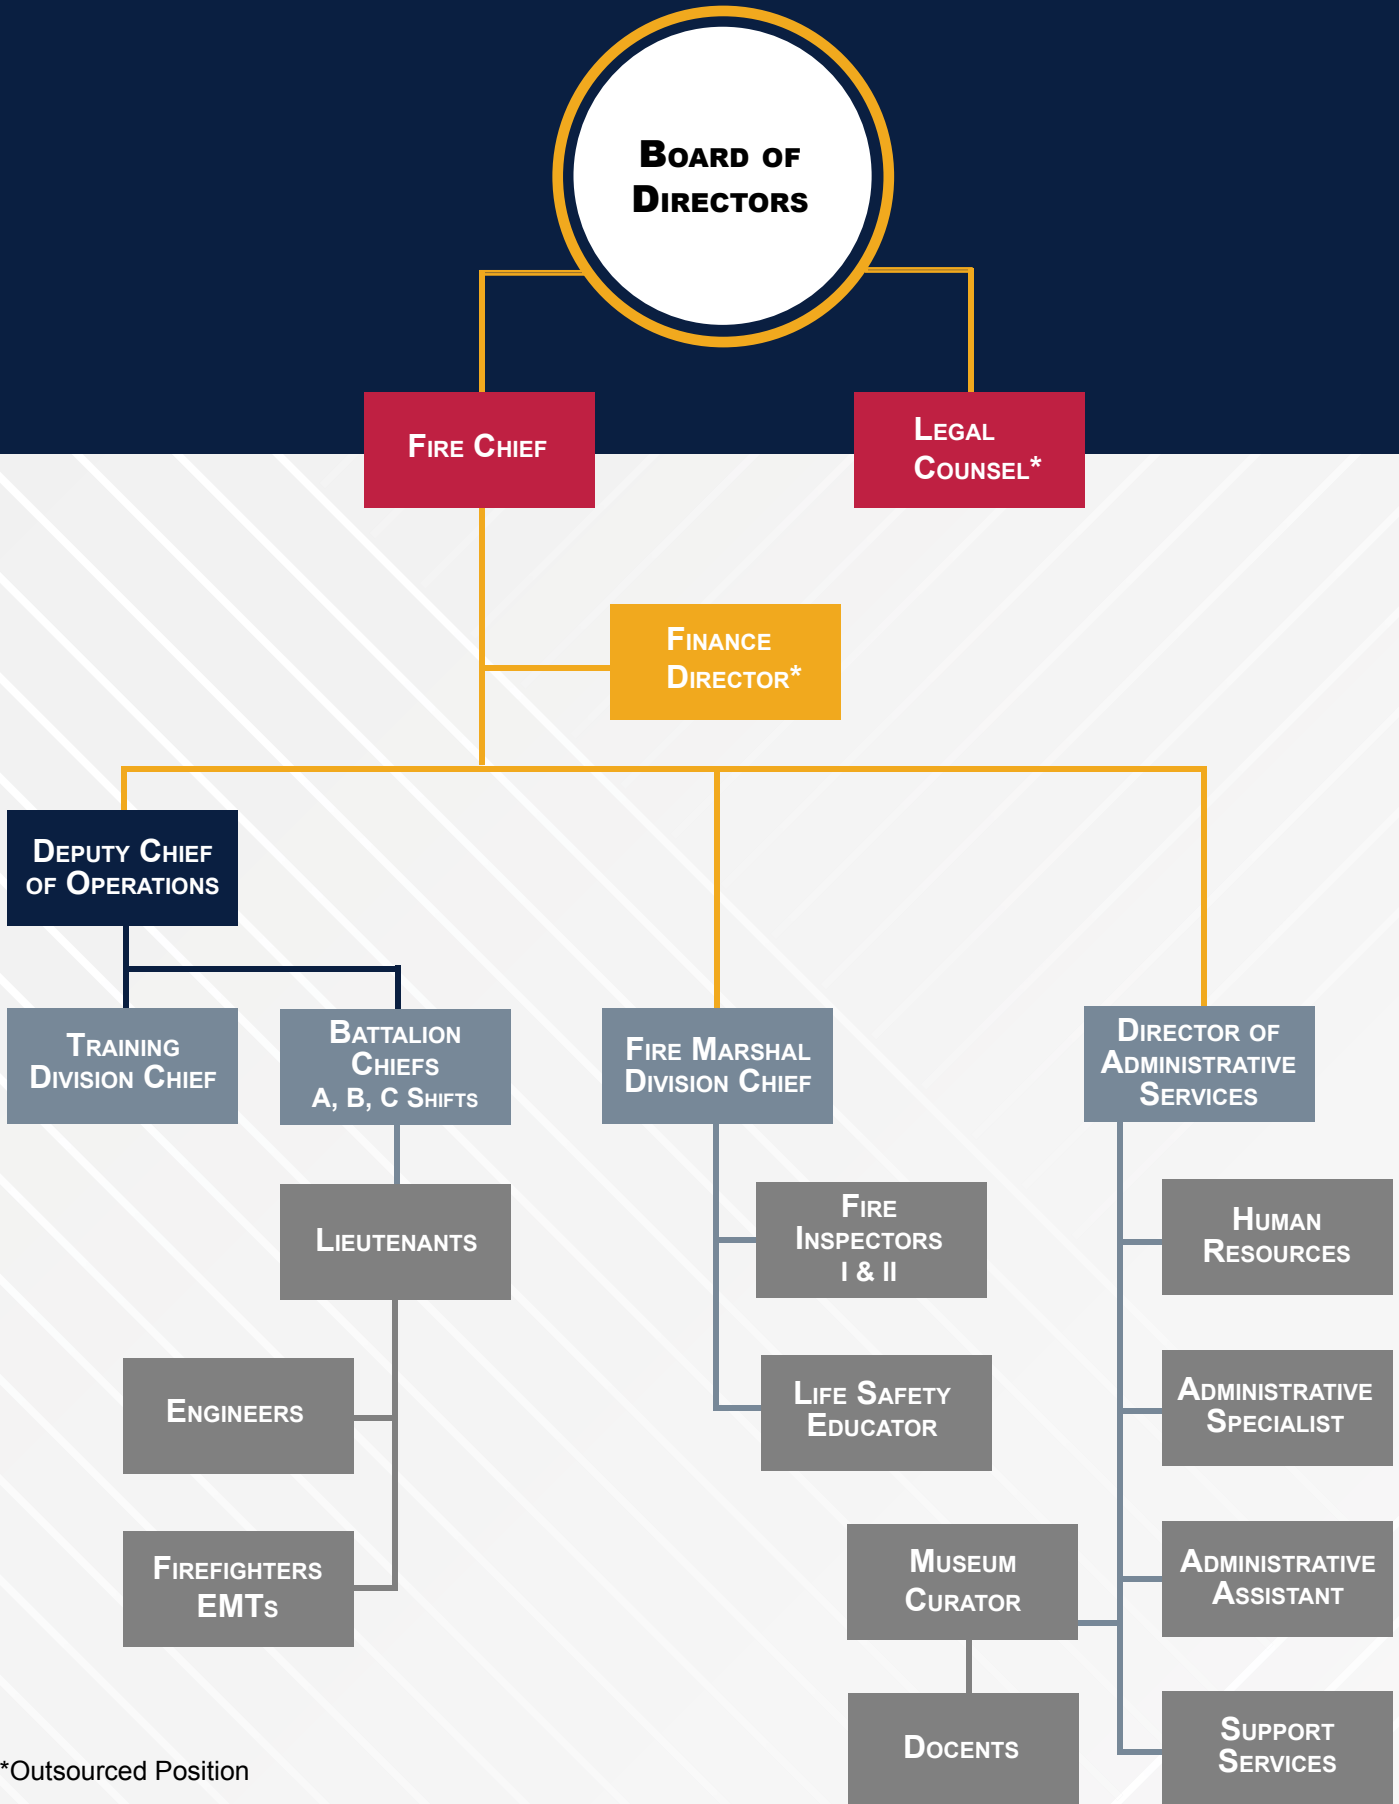 Board of
Directors
Fire Chief
Legal
Counsel*
Finance
Director*
Deputy Chief
of Operations
Training
Division Chief
Battalion
Chiefs
A, B, C Shifts
Fire Marshal
Division Chief
Director of
Administrative
Services
Lieutenants
Fire
Inspectors
I & II
Human
Resources
Engineers
Life Safety
Educator
Administrative
Specialist
Firefighters
EMTs
Museum
Curator
Administrative
Assistant
Docents
Support
Services
*Outsourced Position